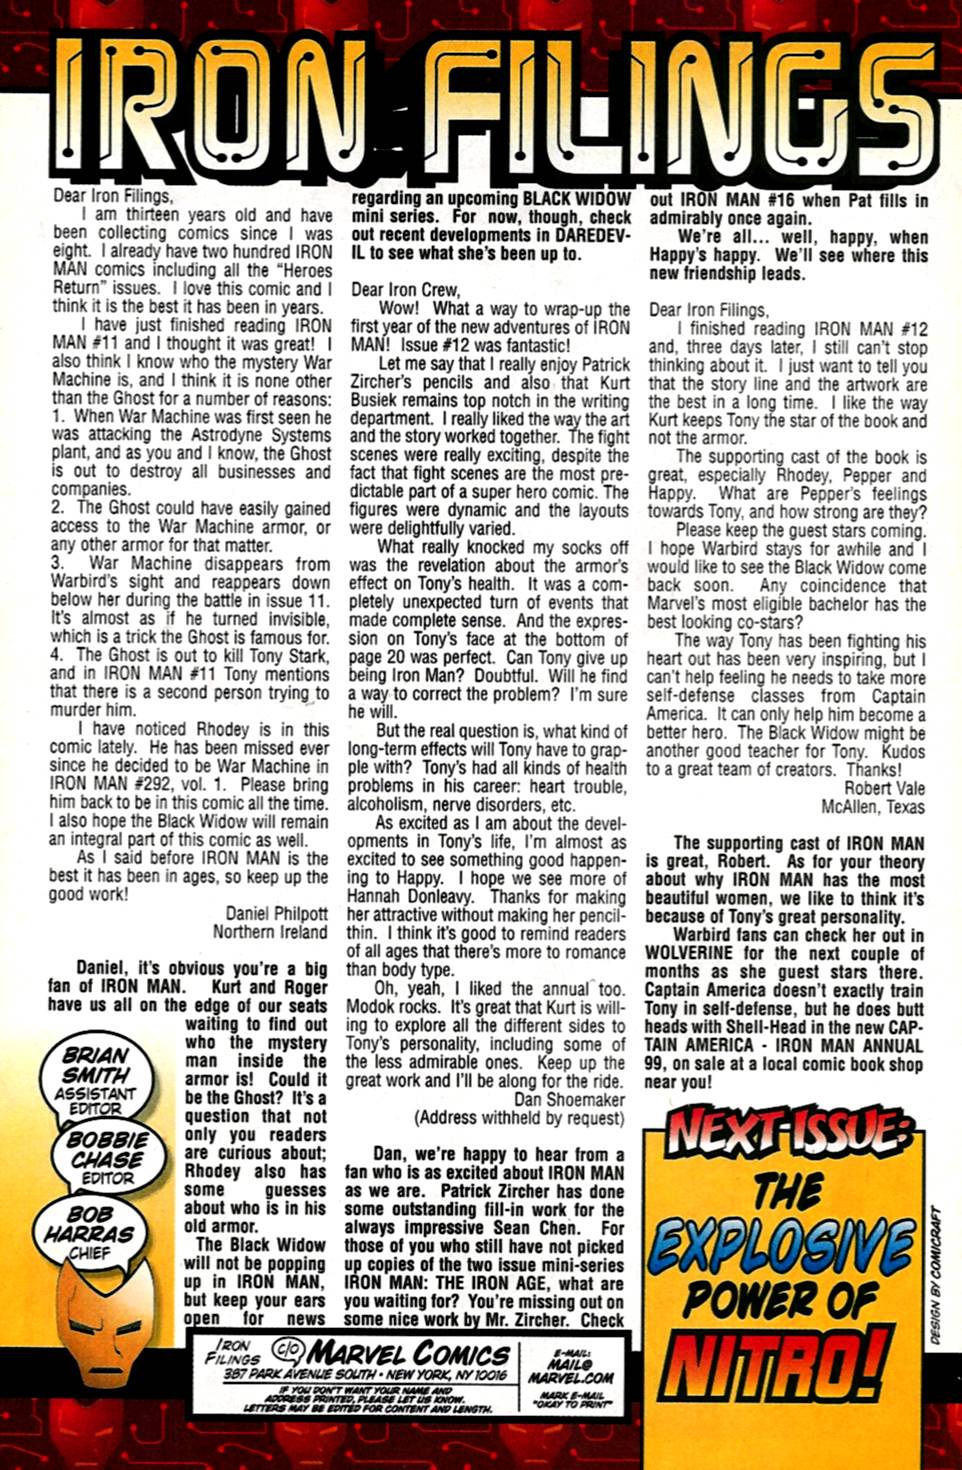 IRON FILINGS
Dear Iron Filings,
I am thirteen years old and have
been collecting comics since I was
eight. I already have two hundred IRON
MAN comics including all the "Heroes
Return" issues. I love this comic and I
think it is the best it has been in years.
I have just finished reading IRON
MAN #11 and I thought it was great! I
also think I know who the mystery War
Machine is, and I think it is none other
than the Ghost for a number of reasons:
1. When War Machine was first seen he
was attacking the Astrodyne Systems
plant, and as you and I know, the Ghost
is out to destroy all businesses and
companies.
2. The Ghost could have easily gained
access to the War Machine armor, or
any other armor for that matter.
3. War Machine disappears from
Warbird's sight and reappears down
below her during the battle in issue 11.
It's almost as if he turned invisible,
which is a trick the Ghost is famous for.
4. The Ghost is out to kill Tony Stark,
and in IRON MAN #11 Tony mentions
that there is a second person trying to
murder him.
I have noticed Rhodey is in this
comic lately. He has been missed ever
since he decided to be War Machine in
IRON MAN #292, vol. 1. Please bring
him back to be in this comic all the time.
I also hope the Black Widow will remain
an integral part of this comic as well.
As I said before IRON MAN is the
best it has been in ages, so keep up the
good work!
Daniel Philpott
Northern Ireland
Daniel, it's obvious you're a big
fan of IRON MAN. Kurt and Roger
have us all on the edge of our seats
waiting to find out
who the mystery
man inside the
armor is! Could it
be the Ghost? It's a
question that not
only you readers
are curious about;
Rhodey also has
some guesses
about who is in his
old armor.
The Black Widow
will not be popping
up in IRON MAN,
but keep your ears
open for news
BRIAN
SMITH
ASSISTANT
EDITOR
BOBBIE
CHASE
EDITOR
BOB
HARRAS
CHIEF
regarding an upcoming BLACK WIDOW
mini series. For now, though, check
out recent developments in DAREDEV-
IL to see what she's been up to.
Dear Iron Crew,
Wow! What a way to wrap-up the
first year of the new adventures of IRON
MAN! Issue #12 was fantastic!
Let me say that I really enjoy Patrick
Zircher's pencils and also that Kurt
Busiek remains top notch in the writing
department. I really liked the way the art
and the story worked together. The fight
scenes were really exciting, despite the
fact that fight scenes are the most pre-
dictable part of a super hero comic. The
figures were dynamic and the layouts
were delightfully varied.
What really knocked my socks off
was the revelation about the armor's
effect on Tony's health. It was a com-
pletely unexpected turn of events that
made complete sense. And the expres-
sion on Tony's face at the bottom of
page 20 was perfect. Can Tony give up
being Iron Man? Doubtful. Will he find
a way to correct the problem? I'm sure
he will.
But the real question is, what kind of
long-term effects will Tony have to grap-
ple with? Tony's had all kinds of health
problems in his career: heart trouble,
alcoholism, nerve disorders, etc.
As excited as I am about the devel-
opments in Tony's life, I'm almost as
excited to see something good happen-
ing to Happy. I hope we see more of
Hannah Donleavy. Thanks for making
her attractive without making her pencil-
thin. I think it's good to remind readers
of all ages that there's more to romance
than body type.
Oh, yeah, I liked the annual too.
Modok rocks. It's great that Kurt is will-
ing to explore all the different sides to
Tony's personality, including some of
the less admirable ones. Keep up the
great work and I'll be along for the ride.
Dan Shoemaker
(Address withheld by request)
Dan, we're happy to hear from a
fan who is as excited about IRON MAN
as we are. Patrick Zircher has done
some outstanding fill-in work for the
always impressive Sean Chen. For
those of you who still have not picked
up copies of the two issue mini-series
IRON MAN: THE IRON AGE, what are
you waiting for? You're missing out on
some nice work by Mr. Zircher. Check
out IRON MAN #16 when Pat fills in
admirably once again.
We're all... well, happy, when
Happy's happy. We'll see where this
new friendship leads.
Dear Iron Filings,
I finished reading IRON MAN #12
and, three days later, I still can't stop
thinking about it. I just want to tell you
that the story line and the artwork are
the best in a long time. I like the way
Kurt keeps Tony the star of the book and
not the armor.
The supporting cast of the book is
great, especially Rhodey, Pepper and
Happy. What are Pepper's feelings
towards Tony, and how strong are they?
Please keep the guest stars coming.
I hope Warbird stays for awhile and I
would like to see the Black Widow come
back soon. Any coincidence that
Marvel's most eligible bachelor has the
best looking co-stars?
The way Tony has been fighting his
heart out has been very inspiring, but I
can't help feeling he needs to take more
self-defense classes from Captain
America. It can only help him become a
better hero. The Black Widow might be
another good teacher for Tony. Kudos
to a great team of creators. Thanks!
Robert Vale
McAllen, Texas
The supporting cast of IRON MAN
is great, Robert. As for your theory
about why IRON MAN has the most
beautiful women, we like to think it's
because of Tony's great personality.
Warbird fans can check her out in
WOLVERINE for the next couple of
months as she guest stars there.
Captain America doesn't exactly train
Tony in self-defense, but he does butt
heads with Shell-Head in the new CAP-
TAIN AMERICA - IRON MAN ANNUAL
99, on sale at a local comic book shop
near you!
NEXT ISSUE:
THE
EXPLOSIVE
POWER OF
NITRO!
DESIGN BY COMICRAFT
IRON
FILINGS
C/O
MARVEL COMICS
387 PARK AVENUE SOUTH • NEW YORK, NY 10016
IF YOU DON'T WANT YOUR NAME AND
ADDRESS PRINTED, PLEASE LET US KNOW.
LETTERS MAY BE EDITED FOR CONTENT AND LENGTH.
E-MAIL:
MAIL@
MARVEL.COM
MARK E-MAIL
"OKAY TO PRINT"